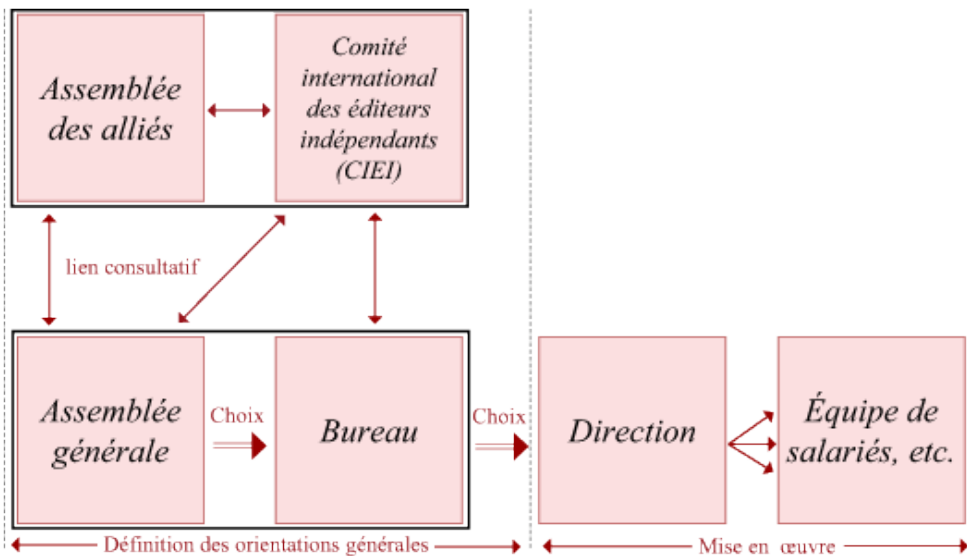 Assemblée
des alliés
Comité
international
des éditeurs
indépendants
(CIEI)
lien consultatif
Assemblée
générale
Choix
Bureau
Choix
Direction
Équipe de
salariés, etc.
Définition des orientations générales
Mise en œuvre